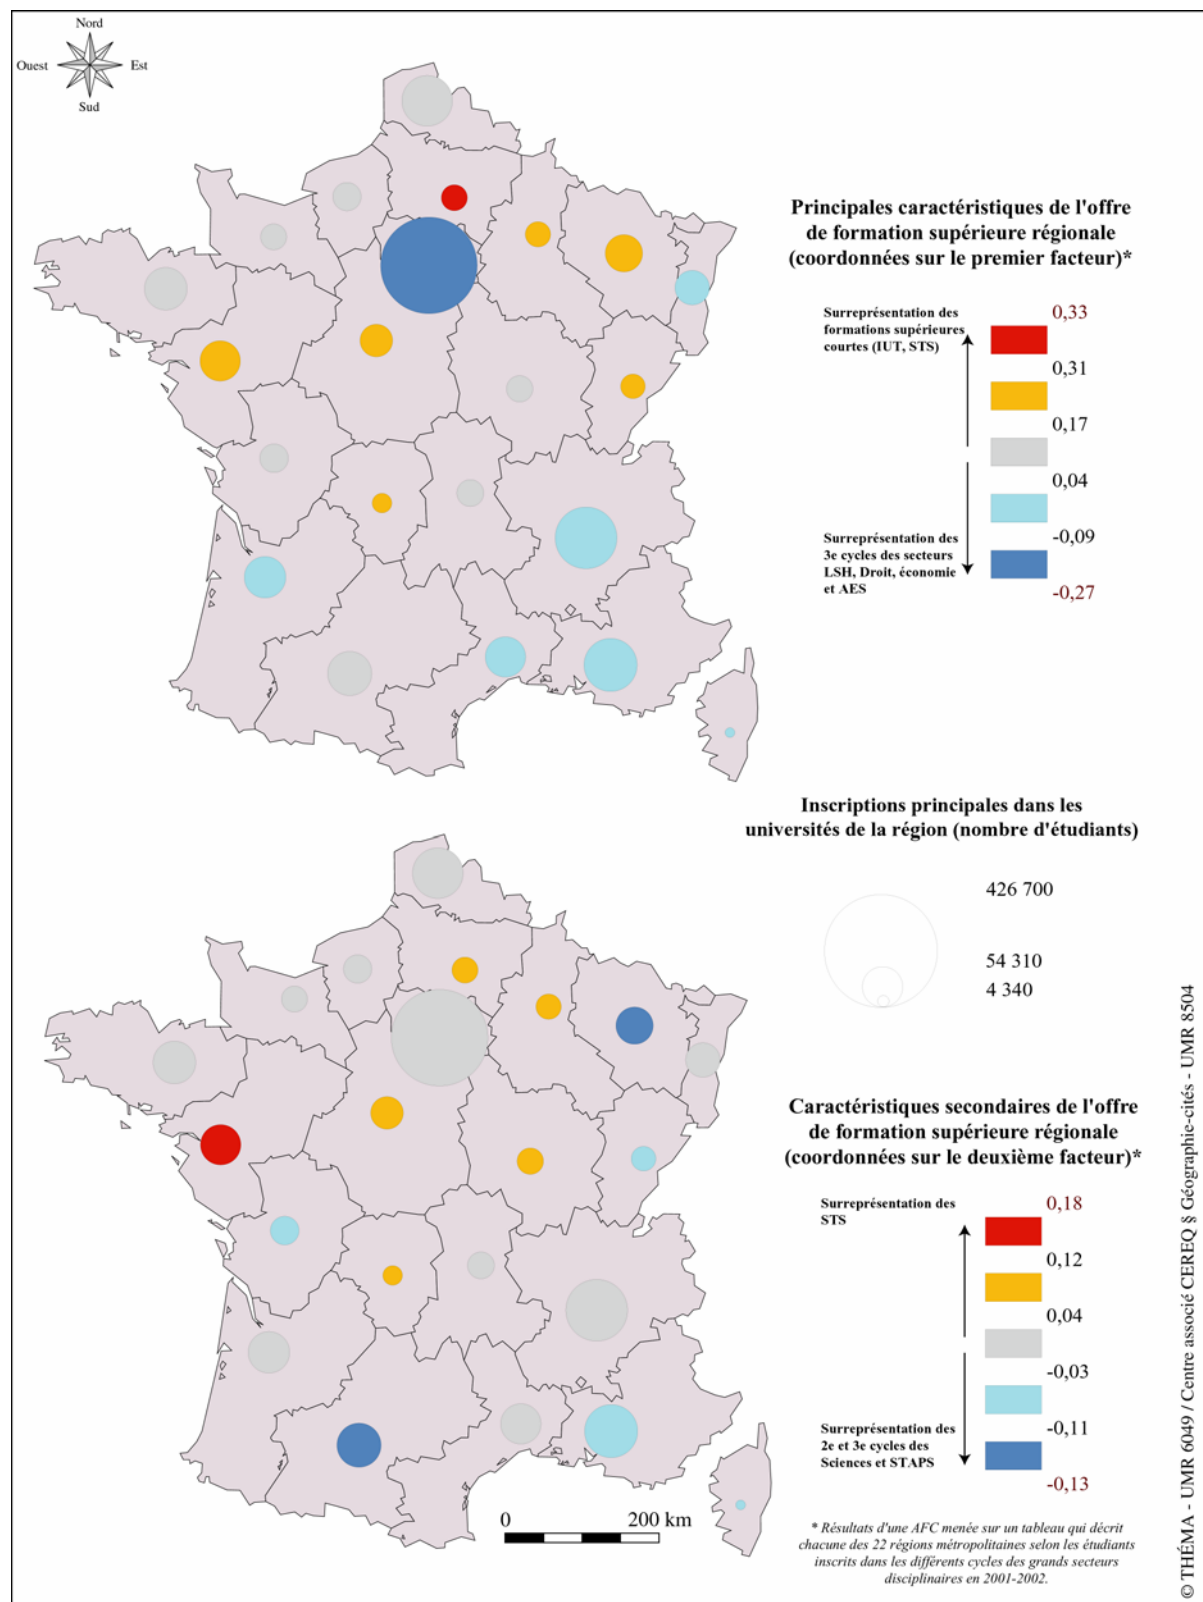 Nord
Ouest
Est
Sud
Principales caractéristiques de l'offre
de formation supérieure régionale
(coordonnées sur le premier facteur)*
Surreprésentation des
formations supérieures
courtes (IUT, STS)
0,33
0,31
0,17
0,04
-0,09
-0,27
Surreprésentation des
3e cycles des secteurs
LSH, Droit, économie
et AES
Inscriptions principales dans les
universités de la région (nombre d'étudiants)
426 700
54 310
4 340
Caractéristiques secondaires de l'offre
de formation supérieure régionale
(coordonnées sur le deuxième facteur)*
Surreprésentation des
STS
0,18
0,12
0,04
-0,03
-0,11
-0,13
Surreprésentation des
2e et 3e cycles des
Sciences et STAPS
0 200 km
* Résultats d'une AFC menée sur un tableau qui décrit
chacune des 22 régions métropolitaines selon les étudiants
inscrits dans les différents cycles des grands secteurs
disciplinaires en 2001-2002.
© THÉMA - UMR 6049 / Centre associé CEREQ § Géographie-cités - UMR 8504